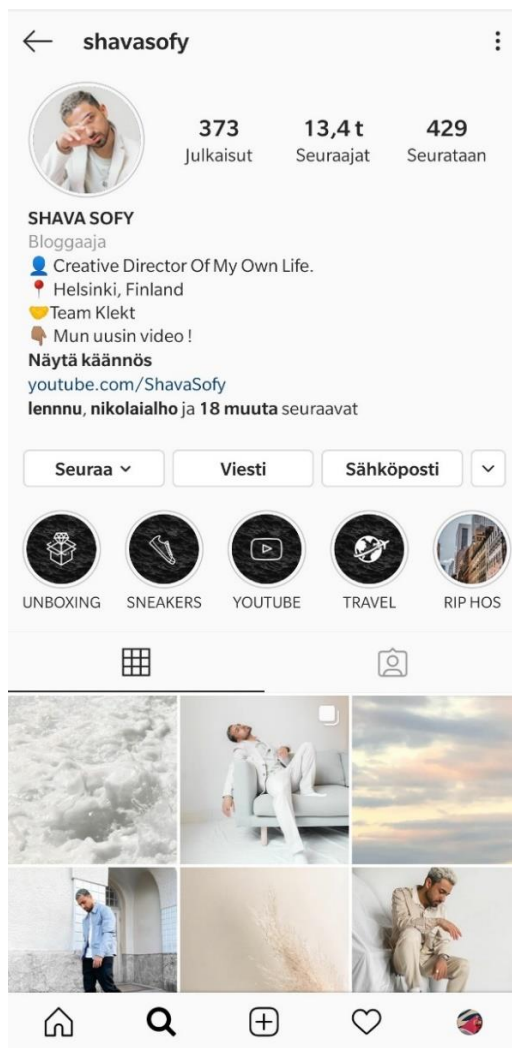 shavasofy
373 13,4 t 429
Julkaisut Seuraajat Seurataan
SHAVA SOFY
Bloggaaja
👤 Creative Director Of My Own Life.
📍 Helsinki, Finland
🤝Team Klekt
👇🏽 Mun uusin video !
Näytä käännös
youtube.com/ShavaSofy
lennnu, nikolaialho ja 18 muuta seuraavat
Seuraa Viesti Sähköposti
UNBOXING SNEAKERS YOUTUBE TRAVEL RIP HOS